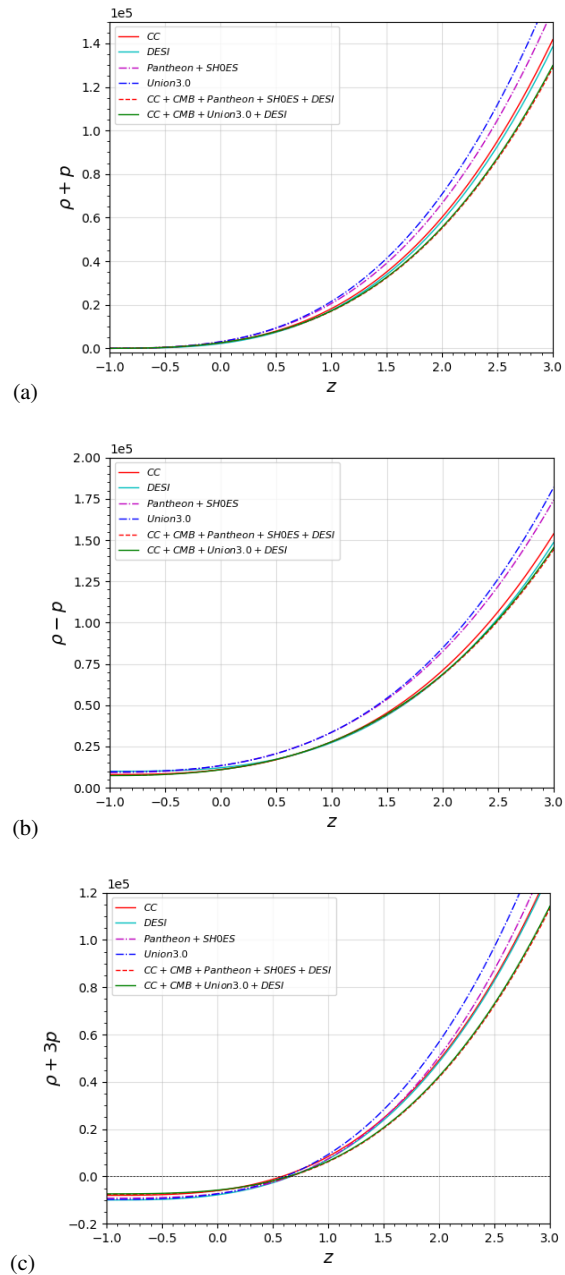 1e5
CC
DESI
Pantheon + SH0ES
Union3.0
CC + CMB + Pantheon + SH0ES + DESI
CC + CMB + Union3.0 + DESI
1.4
1.2
1.0
0.8
0.6
0.4
0.2
0.0
ρ + p
−1.0 −0.5 0.0 0.5 1.0 1.5 2.0 2.5 3.0
z
(a)
1e5
2.00
1.75
1.50
1.25
1.00
0.75
0.50
0.25
0.00
CC
DESI
Pantheon + SH0ES
Union3.0
CC + CMB + Pantheon + SH0ES + DESI
CC + CMB + Union3.0 + DESI
ρ − p
−1.0 −0.5 0.0 0.5 1.0 1.5 2.0 2.5 3.0
z
(b)
1e5
1.2
1.0
0.8
0.6
0.4
0.2
0.0
−0.2
CC
DESI
Pantheon + SH0ES
Union3.0
CC + CMB + Pantheon + SH0ES + DESI
CC + CMB + Union3.0 + DESI
ρ + 3p
−1.0 −0.5 0.0 0.5 1.0 1.5 2.0 2.5 3.0
z
(c)